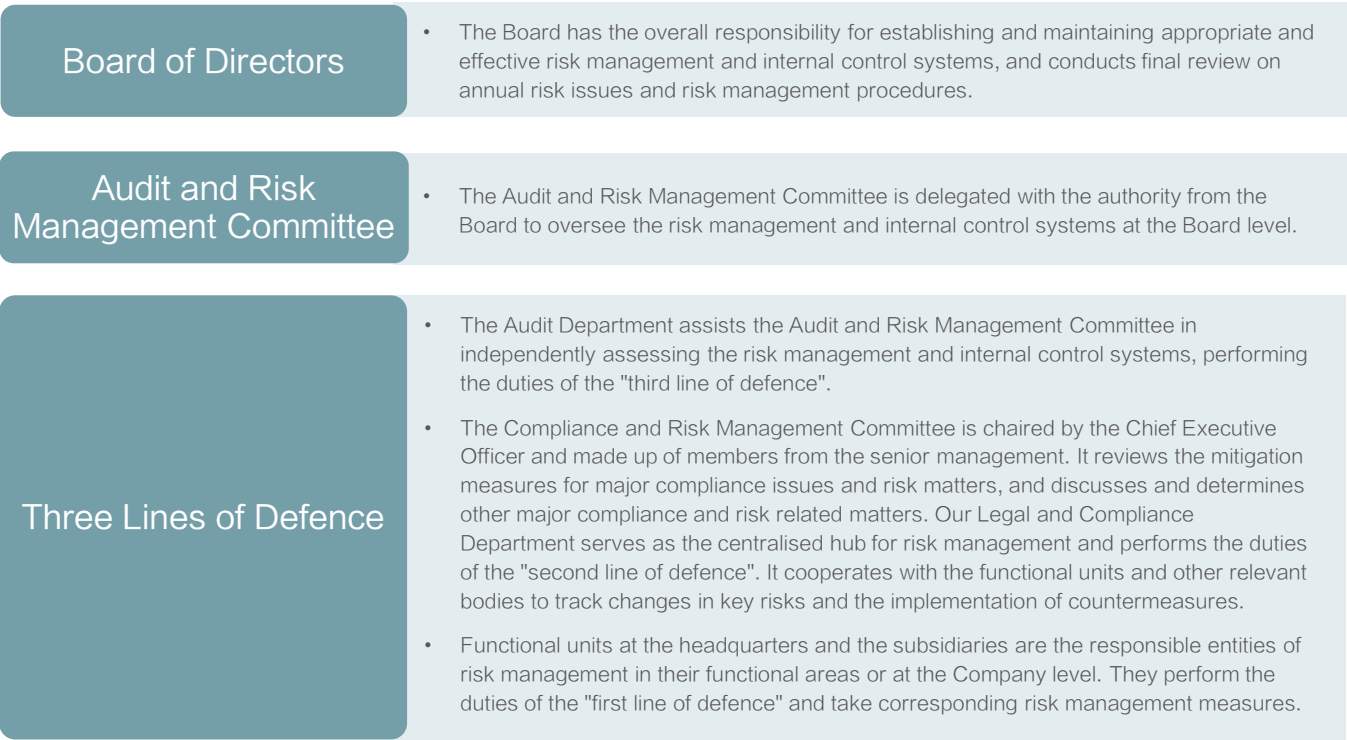 Board of Directors
• The Board has the overall responsibility for establishing and maintaining appropriate and
effective risk management and internal control systems, and conducts final review on
annual risk issues and risk management procedures.
Audit and Risk
Management Committee
• The Audit and Risk Management Committee is delegated with the authority from the
Board to oversee the risk management and internal control systems at the Board level.
Three Lines of Defence
• The Audit Department assists the Audit and Risk Management Committee in
independently assessing the risk management and internal control systems, performing
the duties of the "third line of defence".
• The Compliance and Risk Management Committee is chaired by the Chief Executive
Officer and made up of members from the senior management. It reviews the mitigation
measures for major compliance issues and risk matters, and discusses and determines
other major compliance and risk related matters. Our Legal and Compliance
Department serves as the centralised hub for risk management and performs the duties
of the "second line of defence". It cooperates with the functional units and other relevant
bodies to track changes in key risks and the implementation of countermeasures.
• Functional units at the headquarters and the subsidiaries are the responsible entities of
risk management in their functional areas or at the Company level. They perform the
duties of the "first line of defence" and take corresponding risk management measures.